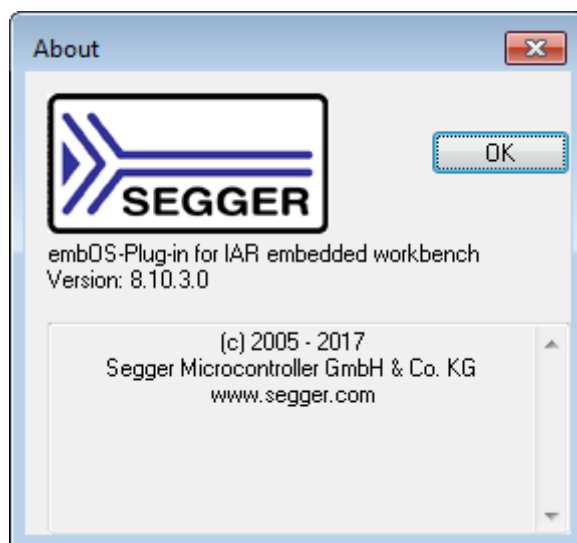 About
SEGGER
OK
embOS-Plug-in for IAR embedded workbench
Version: 8.10.3.0
(c) 2005 - 2017
Segger Microcontroller GmbH & Co. KG
www.segger.com